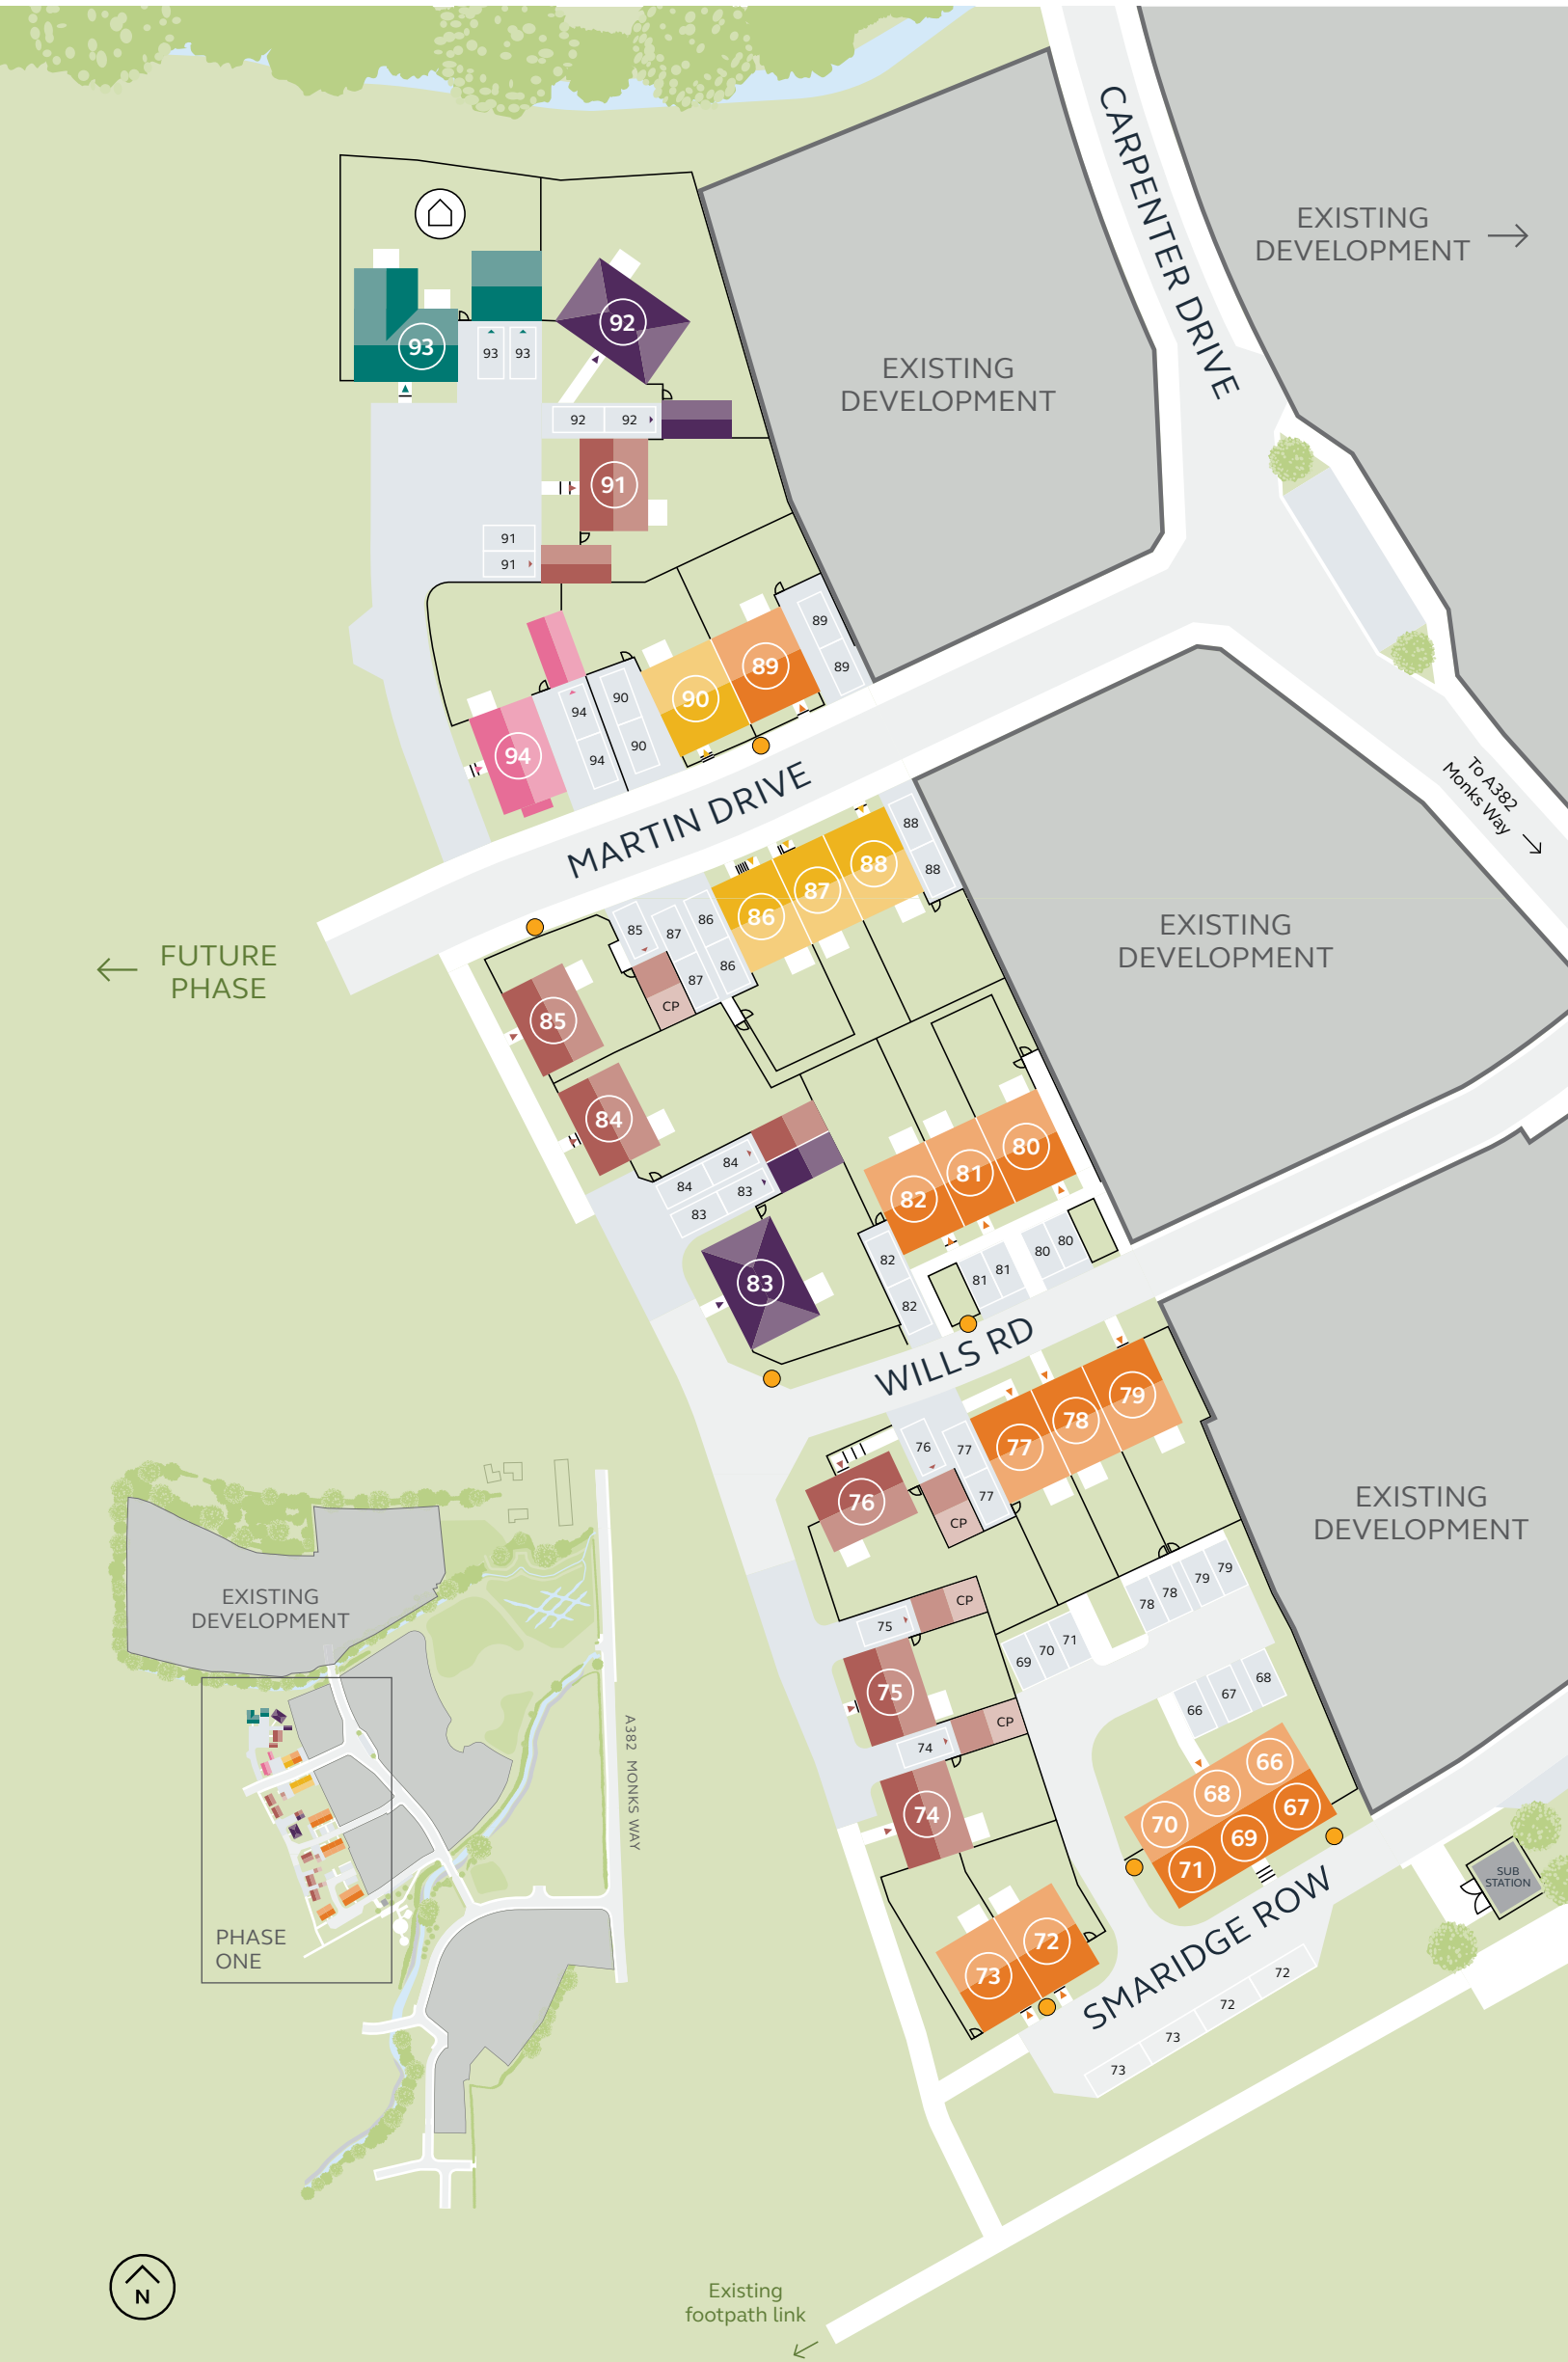 CARPENTER DRIVE
EXISTING
DEVELOPMENT
EXISTING
DEVELOPMENT
92
93
93
93
92
92
91
91
91
89
89
89
90
90
90
94
94
94
To A382
Monks Way
MARTIN DRIVE
88
88
88
87
86
86
86
87
87
85
CP
85
FUTURE
PHASE
EXISTING
DEVELOPMENT
84
84
84
83
83
83
80
81
82
82
82
81
81
80
80
WILLS RD
79
78
77
76
77
77
76
CP
EXISTING
DEVELOPMENT
79
79
78
78
71
70
69
CP
75
75
CP
74
74
68
67
66
66
68
67
70
69
71
72
73
SMARIDGE ROW
72
72
73
73
SUB
STATION
EXISTING
DEVELOPMENT
A382 MONKS WAY
PHASE
ONE
N
Existing
footpath link